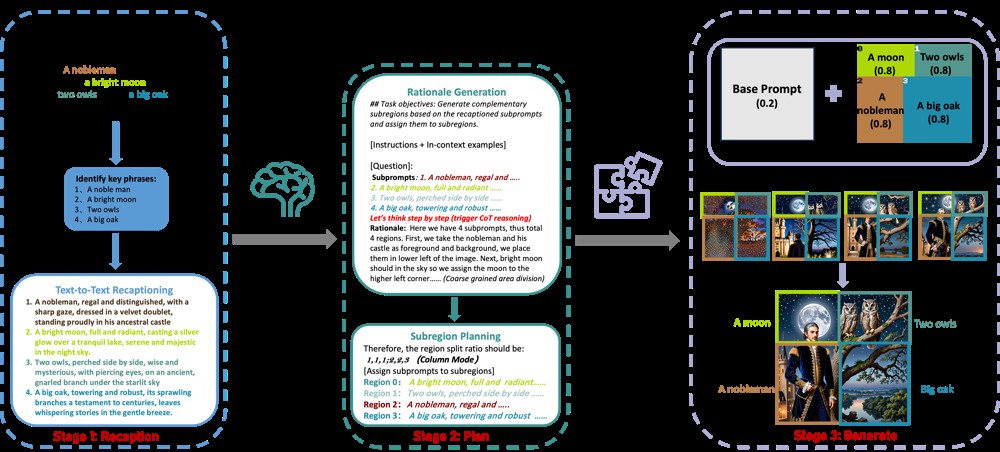 A nobleman
a bright moon
two owls a big oak
Identify key phrases:
1、A noble man
2、A bright moon
3、Two owls
4、A big oak
Text-to-Text Recaptioning
1. A nobleman, regal and distinguished, with a
sharp gaze, dressed in a velvet doublet,
standing proudly in his ancestral castle
2. A bright moon, full and radiant, casting a silver
glow over a tranquil lake, serene and majestic
in the night sky.
3 Two owls, perched side by side, wise and
mysterious, with piercing eyes, on an ancient,
gnarled branch under the starlit sky
4 A big oak, towering and robust, its sprawling
branches a testament to centuries, leaves
whispering stories in the gentle breeze.
Stage 1: Recaption
Rationale Generation
## Task objectives: Generate complementary
subregions based on the recaptioned subprompts
and assign them to subregions.
[Instructions + In-context examples]
[Question]:
Subprompts: 1. A nobleman, regal and .....
2. A bright moon, full and radiant ......
3. Two owls, perched side by side ......
4. A big oak, towering and robust ......
Let's think step by step (trigger CoT reasoning)
Rationale: Here we have 4 subprompts, thus total
4 regions. First, we take the nobleman and his
castle as foreground and background, we place
them in lower left of the image. Next, bright moon
should in the sky so we assign the moon to the
higher left corner...... (Coarse grained area division)
Subregion Planning
Therefore, the region split ratio should be:
1,1,1;2,2,3 (Column Mode)
[Assign subprompts to subregions]
Region 0: A bright moon, full and radiant......
Region 1: Two owls, perched side by side ......
Region 2: A nobleman, regal and .....
Region 3: A big oak, towering and robust ......
Stage 2: Plan
Base Prompt
(0.2)
0
A moon
(0.8)
1
Two owls
(0.8)
2
A
nobleman
(0.8)
3
A big oak
(0.8)
A moon
Two owls
A nobleman
Big oak
Stage 3: Generate